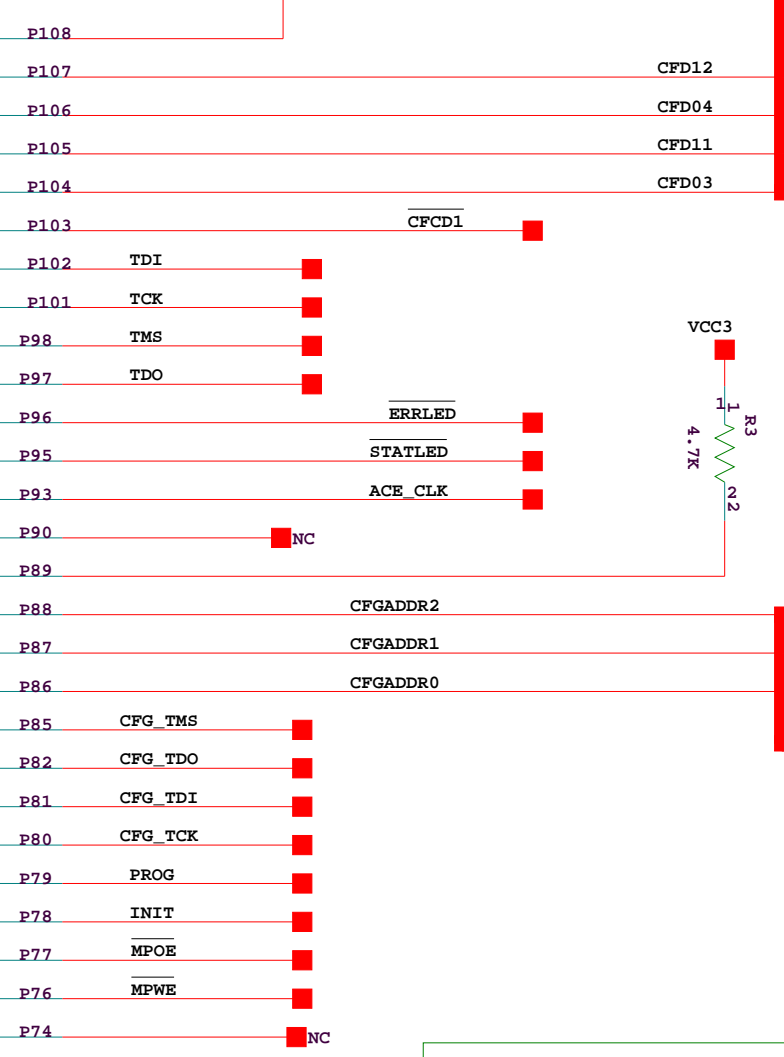 P108
P107 CFD12
P106 CFD04
P105 CFD11
P104 CFD03
P103 CFCD1
P102 TDI
P101 TCK
VCC3
P98 TMS
P97 TDO
1 1
P96 ERRLED
R3
4.7K
P95 STATLED
P93 ACE_CLK
2 2
P90 NC
P89
P88 CFGADDR2
P87 CFGADDR1
P86 CFGADDR0
P85 CFG_TMS
P82 CFG_TDO
P81 CFG_TDI
P80 CFG_TCK
P79 PROG
P78 INIT
P77 MPOE
P76 MPWE
P74 NC